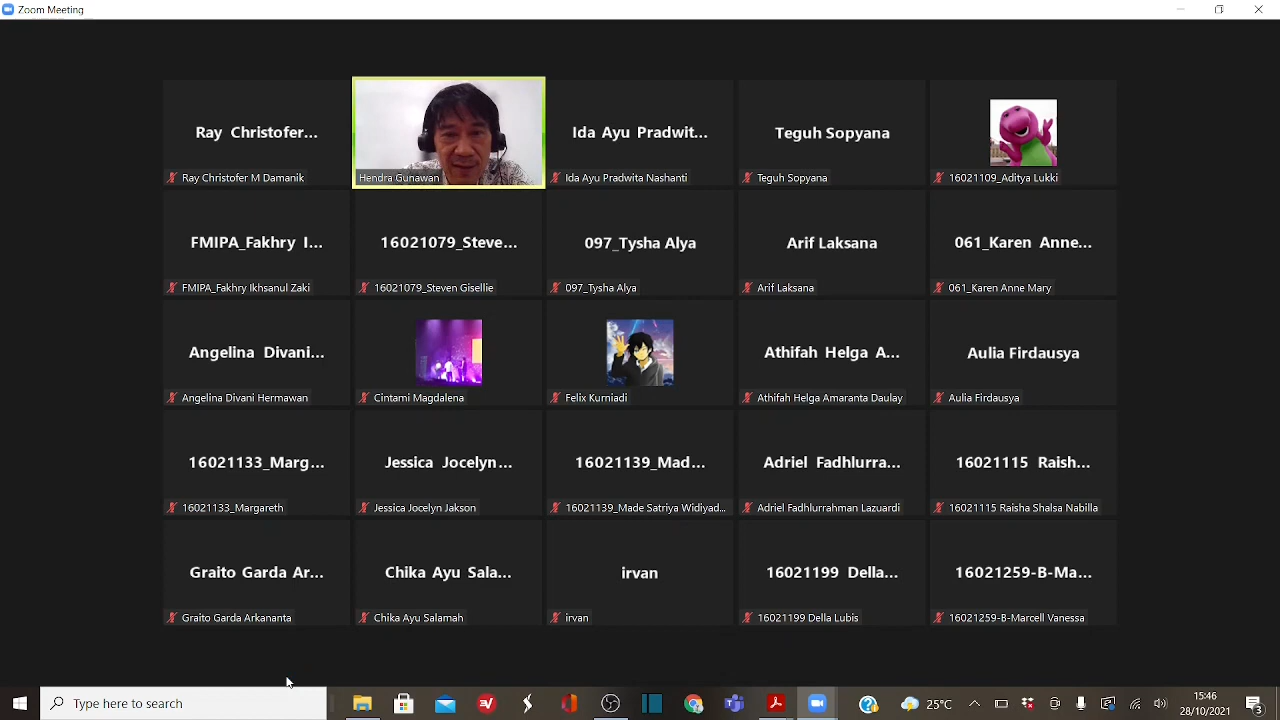 Zoom Meeting
Ray Christofer...
Ida Ayu Pradwit...
Teguh Sopyana
Ray Christofer M Damanik
Hendra Gunawan
Ida Ayu Pradwita Nashanti
Teguh Sopyana
16021109_Aditya Lukki
FMIPA_Fakhry I...
16021079_Steve...
097_Tysha Alya
Arif Laksana
061_Karen Anne...
FMIPA_Fakhry Ikhsanul Zaki
16021079_Steven Gisellie
097_Tysha Alya
Arif Laksana
061_Karen Anne Mary
Angelina Divani...
Athifah Helga A...
Aulia Firdausya
Angelina Divani Hermawan
Cintami Magdalena
Felix Kurniadi
Athifah Helga Amaranta Daulay
Aulia Firdausya
16021133_Marg...
Jessica Jocelyn...
16021139_Mad...
Adriel Fadhlurra...
16021115 Raish...
16021133_Margareth
Jessica Jocelyn Jakson
16021139_Made Satriya Widiyad...
Adriel Fadhlurrahman Lazuardi
16021115 Raisha Shalsa Nabilla
Graito Garda Ar...
Chika Ayu Sala...
irvan
16021199 Della...
16021259-B-Ma...
Graito Garda Arkananta
Chika Ayu Salamah
irvan
16021199 Della Lubis
16021259-B-Marcell Vanessa
Type here to search
25°C
15:46
28/10/2021
3